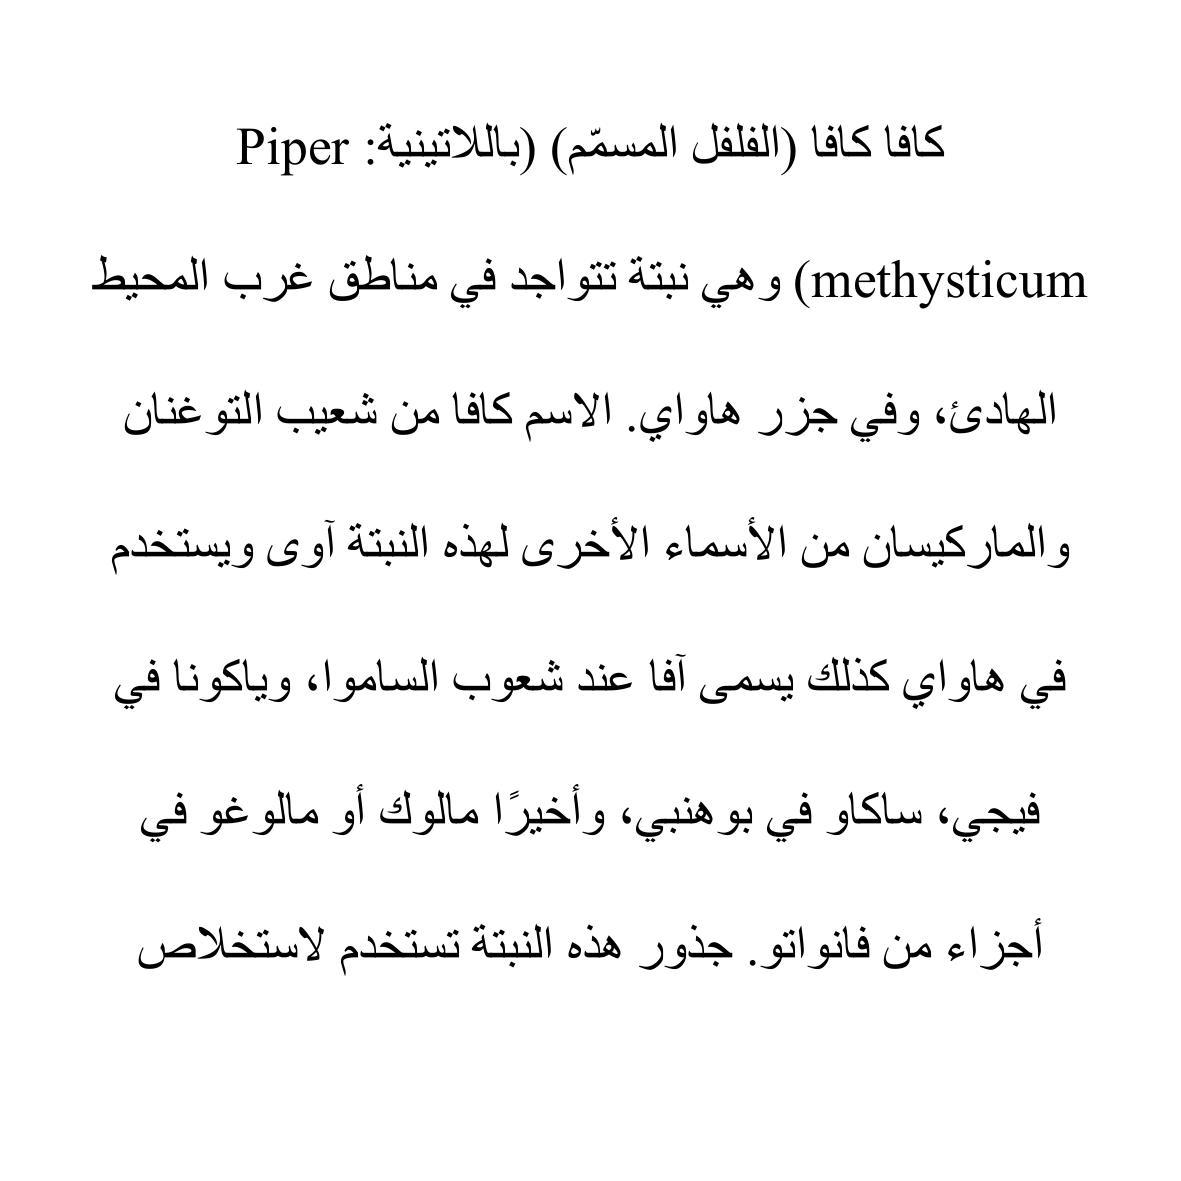 كافا كافا (الفلفل المسمّم) (باللاتينية: Piper
methysticum) وهي نبتة تتواجد في مناطق غرب المحيط
الهادئ، وفي جزر هاواي. الاسم كافا من شعيب التوغنان
والماركيسان من الأسماء الأخرى لهذه النبتة آوى ويستخدم
في هاواي كذلك يسمى آفا عند شعوب الساموا، وياكونا في
فيجي، ساكاو في بوهنبي، وأخيرًا مالوك أو مالوغو في
أجزاء من فانواتو. جذور هذه النبتة تستخدم لاستخلاص